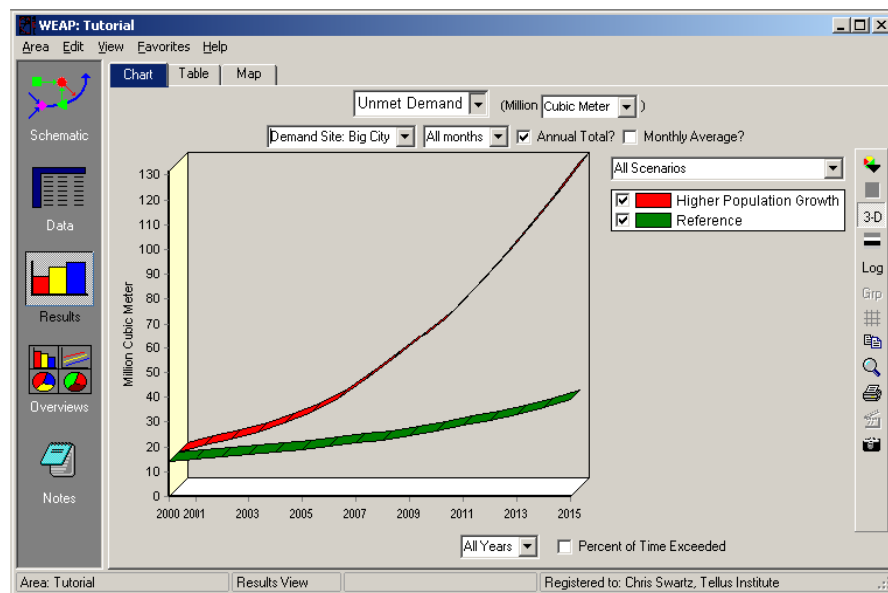 WEAP: Tutorial
Area Edit View Favorites Help
Chart Table Map
Unmet Demand (Million Cubic Meter )
Demand Site: Big City All months Annual Total? Monthly Average?
All Scenarios
Higher Population Growth
Reference
Schematic
Data
Results
Overviews
Notes
Million Cubic Meter
130
120
110
100
90
80
70
60
50
40
30
20
10
0
2000 2001 2003 2005 2007 2009 2011 2013 2015
3-D
Log
Grp
All Years Percent of Time Exceeded
Area: Tutorial Results View Registered to: Chris Swartz, Tellus Institute